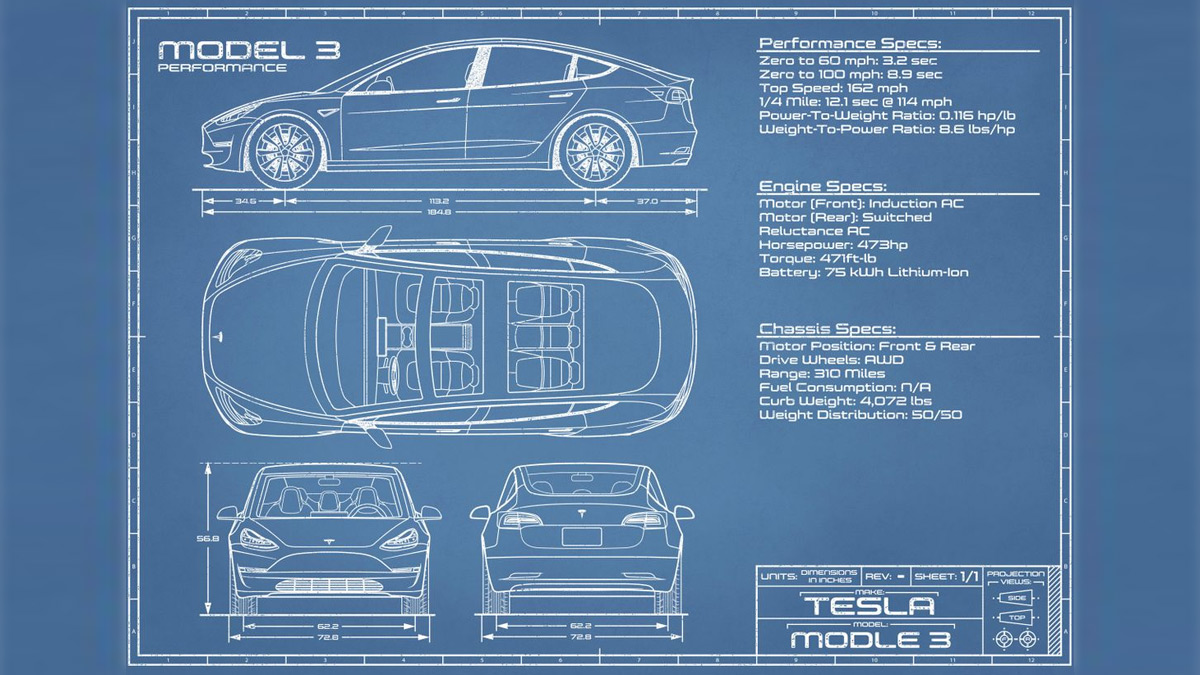 MODEL 3
PERFORMANCE
34.6
113.2
37.0
184.8
56.8
62.2
72.8
62.2
72.8
Performance Specs:
Zero to 60 mph: 3.2 sec
Zero to 100 mph: 8.9 sec
Top Speed: 162 mph
1/4 Mile: 12.1 sec @ 114 mph
Power-To-Weight Ratio: 0.116 hp/lb
Weight-To-Power Ratio: 8.6 lbs/hp
Engine Specs:
Motor (Front): Induction AC
Motor (Rear): Switched
Reluctance AC
Horsepower: 473hp
Torque: 471ft-lb
Battery: 75 kWh Lithium-Ion
Chassis Specs:
Motor Position: Front & Rear
Drive Wheels: AWD
Range: 310 Miles
Fuel Consumption: N/A
Curb Weight: 4,072 lbs
Weight Distribution: 50/50
UNITS: DIMENSIONS IN INCHES REV: - SHEET: 1/1
MAKE:
TESLA
MODEL:
MODLE 3
PROJECTION
VIEWS:
SIDE
TOP